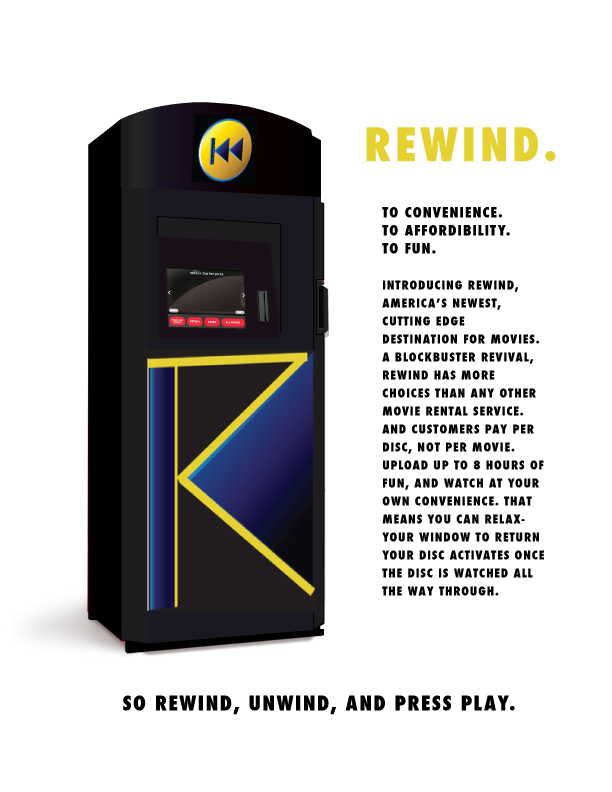 REWIND.
TO CONVENIENCE.
TO AFFORDIBILITY.
TO FUN.
INTRODUCING REWIND,
AMERICA'S NEWEST,
CUTTING EDGE
DESTINATION FOR MOVIES.
A BLOCKBUSTER REVIVAL,
REWIND HAS MORE
CHOICES THAN ANY OTHER
MOVIE RENTAL SERVICE.
AND CUSTOMERS PAY PER
DISC, NOT PER MOVIE.
UPLOAD UP TO 8 HOURS OF
FUN, AND WATCH AT YOUR
OWN CONVENIENCE. THAT
MEANS YOU CAN RELAX-
YOUR WINDOW TO RETURN
YOUR DISC ACTIVATES ONCE
THE DISC IS WATCHED ALL
THE WAY THROUGH.
SO REWIND, UNWIND, AND PRESS PLAY.